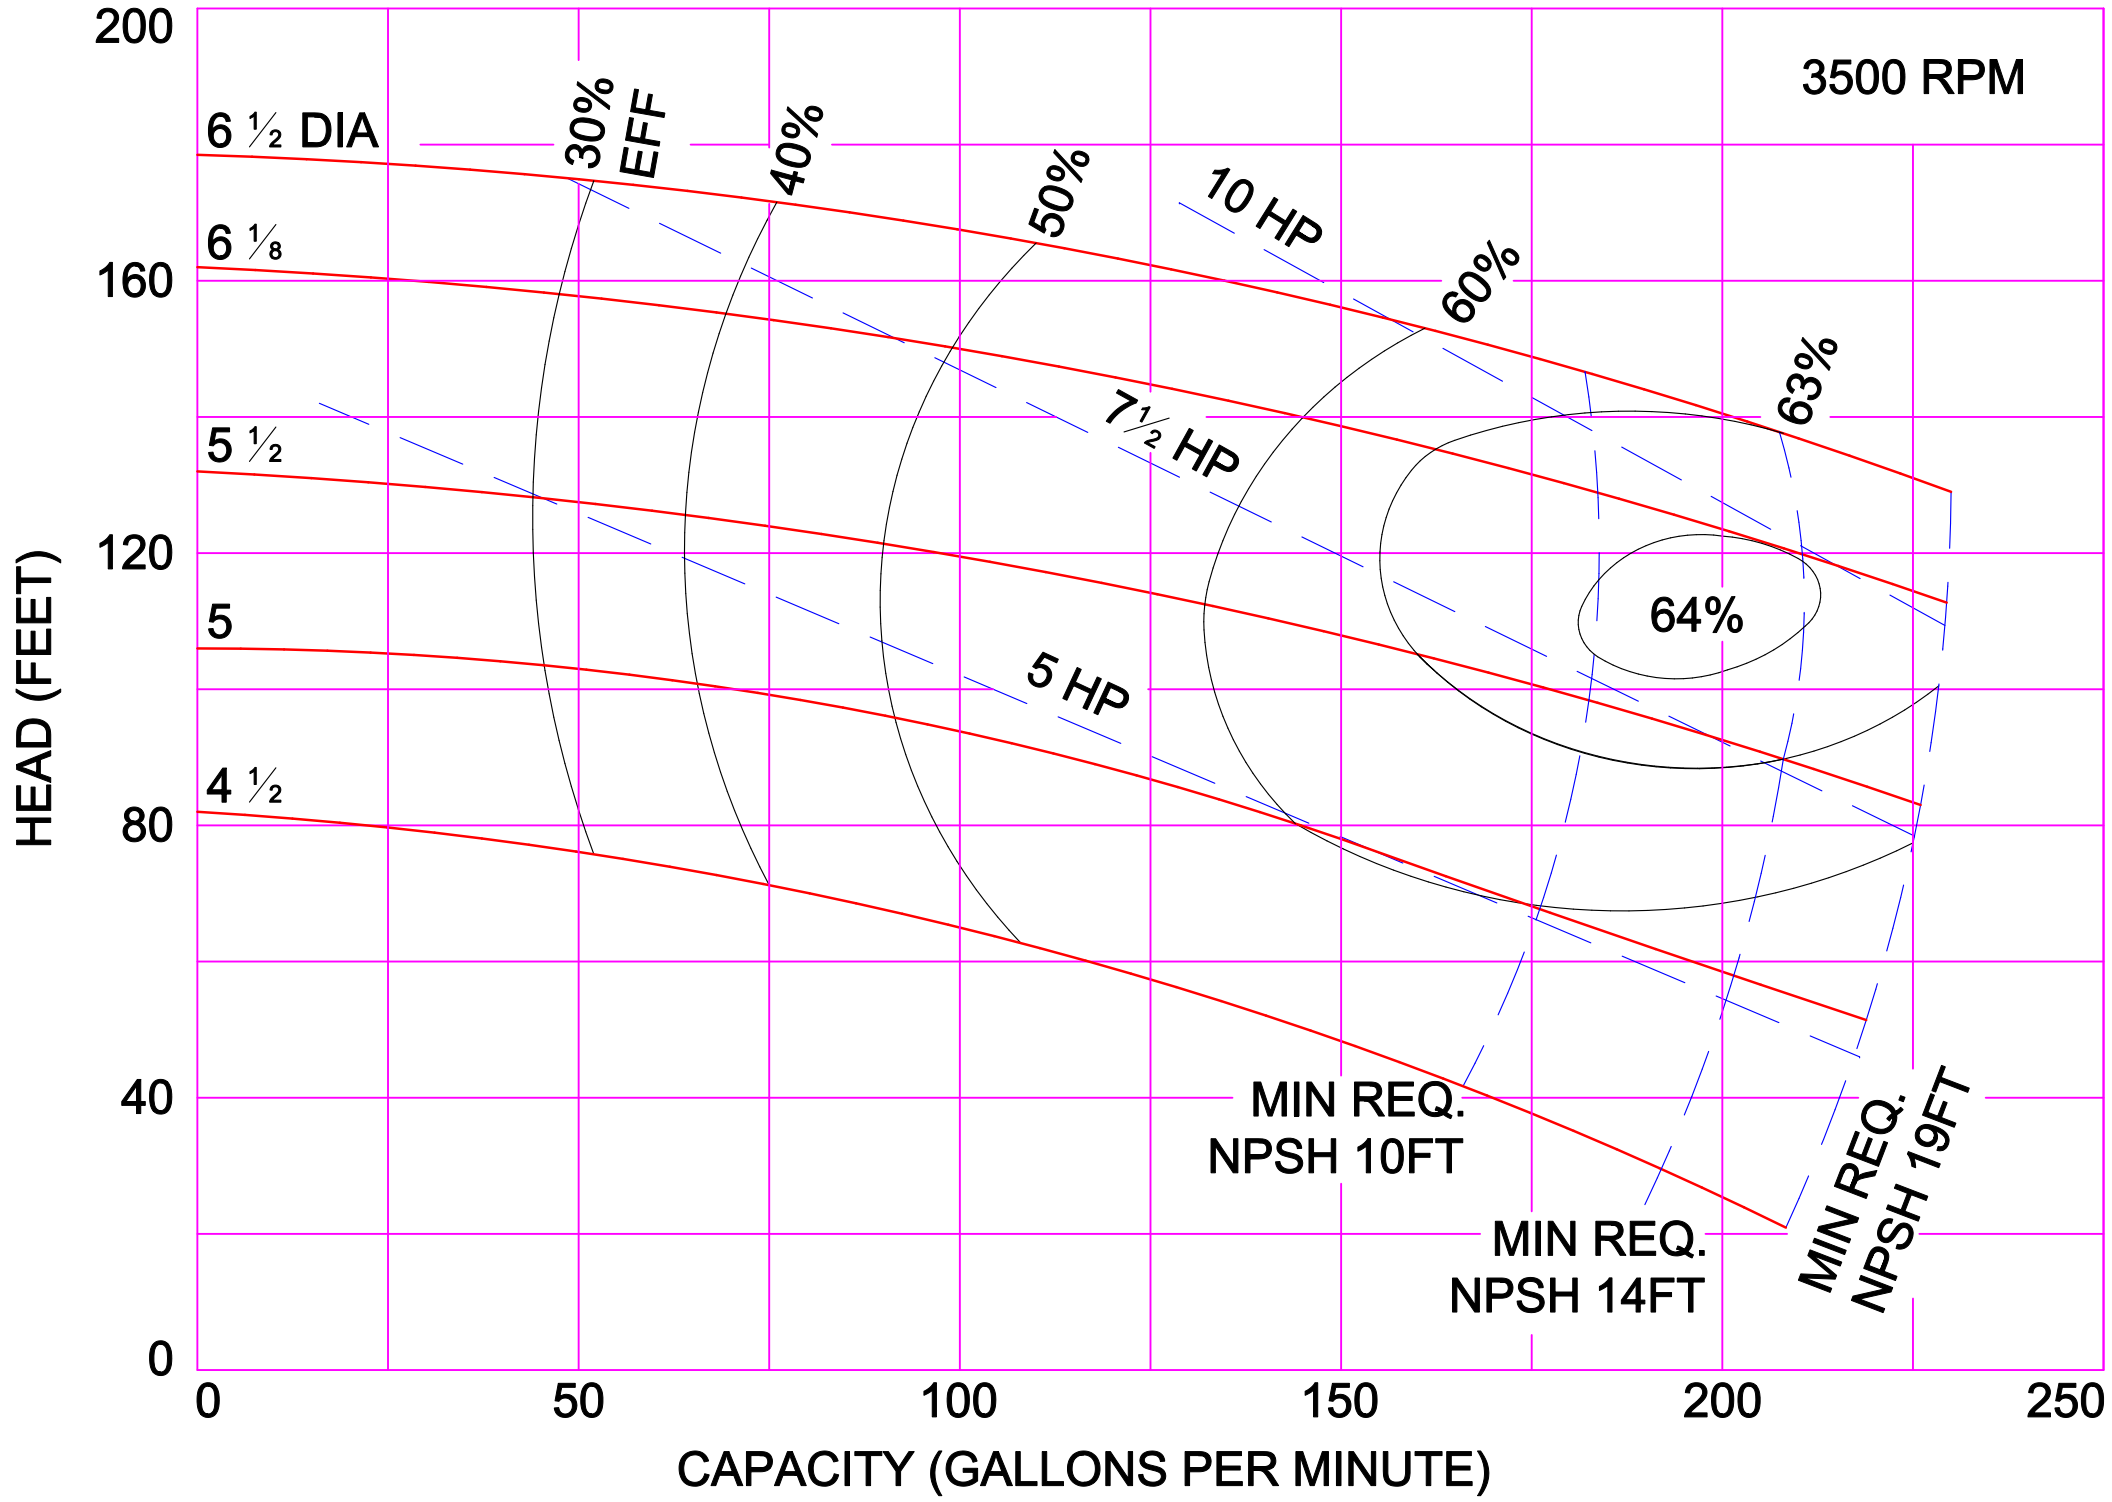 200
3500 RPM
30%
EFF
40%
6 ½ DIA
50%
10 HP
6 ⅛
60%
160
63%
7½ HP
5 ½
120
HEAD (FEET)
64%
5
5 HP
4 ½
80
40
MIN REQ.
NPSH 10FT
MIN REQ.
NPSH 14FT
MIN REQ.
NPSH 19FT
0
0 50 100 150 200 250
CAPACITY (GALLONS PER MINUTE)